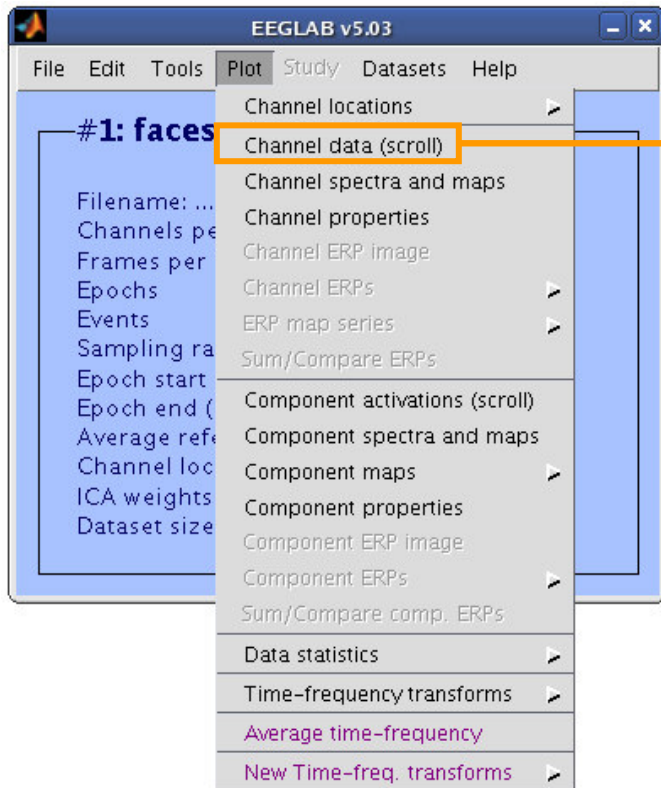 EEGLAB v5.03
File Edit Tools Plot Study Datasets Help
#1: faces
Filename: ...
Channels pe
Frames per
Epochs
Events
Sampling ra
Epoch start
Epoch end (
Average refe
Channel loc
ICA weights
Dataset size
Channel locations
Channel data (scroll)
Channel spectra and maps
Channel properties
Channel ERP image
Channel ERPs
ERP map series
Sum/Compare ERPs
Component activations (scroll)
Component spectra and maps
Component maps
Component properties
Component ERP image
Component ERPs
Sum/Compare comp. ERPs
Data statistics
Time-frequency transforms
Average time-frequency
New Time-freq. transforms